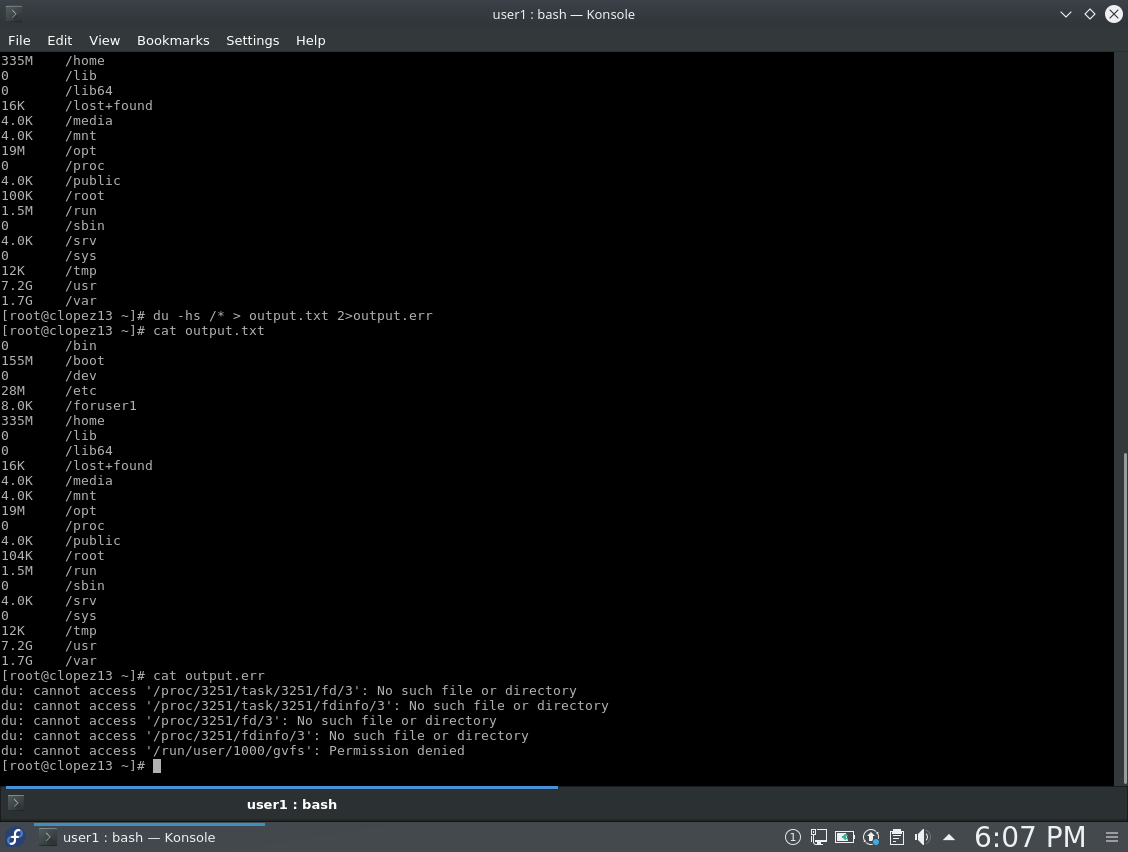 user1 : bash — Konsole
File Edit View Bookmarks Settings Help
335M    /home
0       /lib
0       /lib64
16K     /lost+found
4.0K    /media
4.0K    /mnt
19M     /opt
0       /proc
4.0K    /public
100K    /root
1.5M    /run
0       /sbin
4.0K    /srv
0       /sys
12K     /tmp
7.2G    /usr
1.7G    /var
[root@clopez13 ~]# du -hs /* > output.txt 2>output.err
[root@clopez13 ~]# cat output.txt
0       /bin
155M    /boot
0       /dev
28M     /etc
8.0K    /foruser1
335M    /home
0       /lib
0       /lib64
16K     /lost+found
4.0K    /media
4.0K    /mnt
19M     /opt
0       /proc
4.0K    /public
104K    /root
1.5M    /run
0       /sbin
4.0K    /srv
0       /sys
12K     /tmp
7.2G    /usr
1.7G    /var
[root@clopez13 ~]# cat output.err
du: cannot access '/proc/3251/task/3251/fd/3': No such file or directory
du: cannot access '/proc/3251/task/3251/fdinfo/3': No such file or directory
du: cannot access '/proc/3251/fd/3': No such file or directory
du: cannot access '/proc/3251/fdinfo/3': No such file or directory
du: cannot access '/run/user/1000/gvfs': Permission denied
[root@clopez13 ~]#
user1 : bash
user1 : bash — Konsole 1 6:07 PM